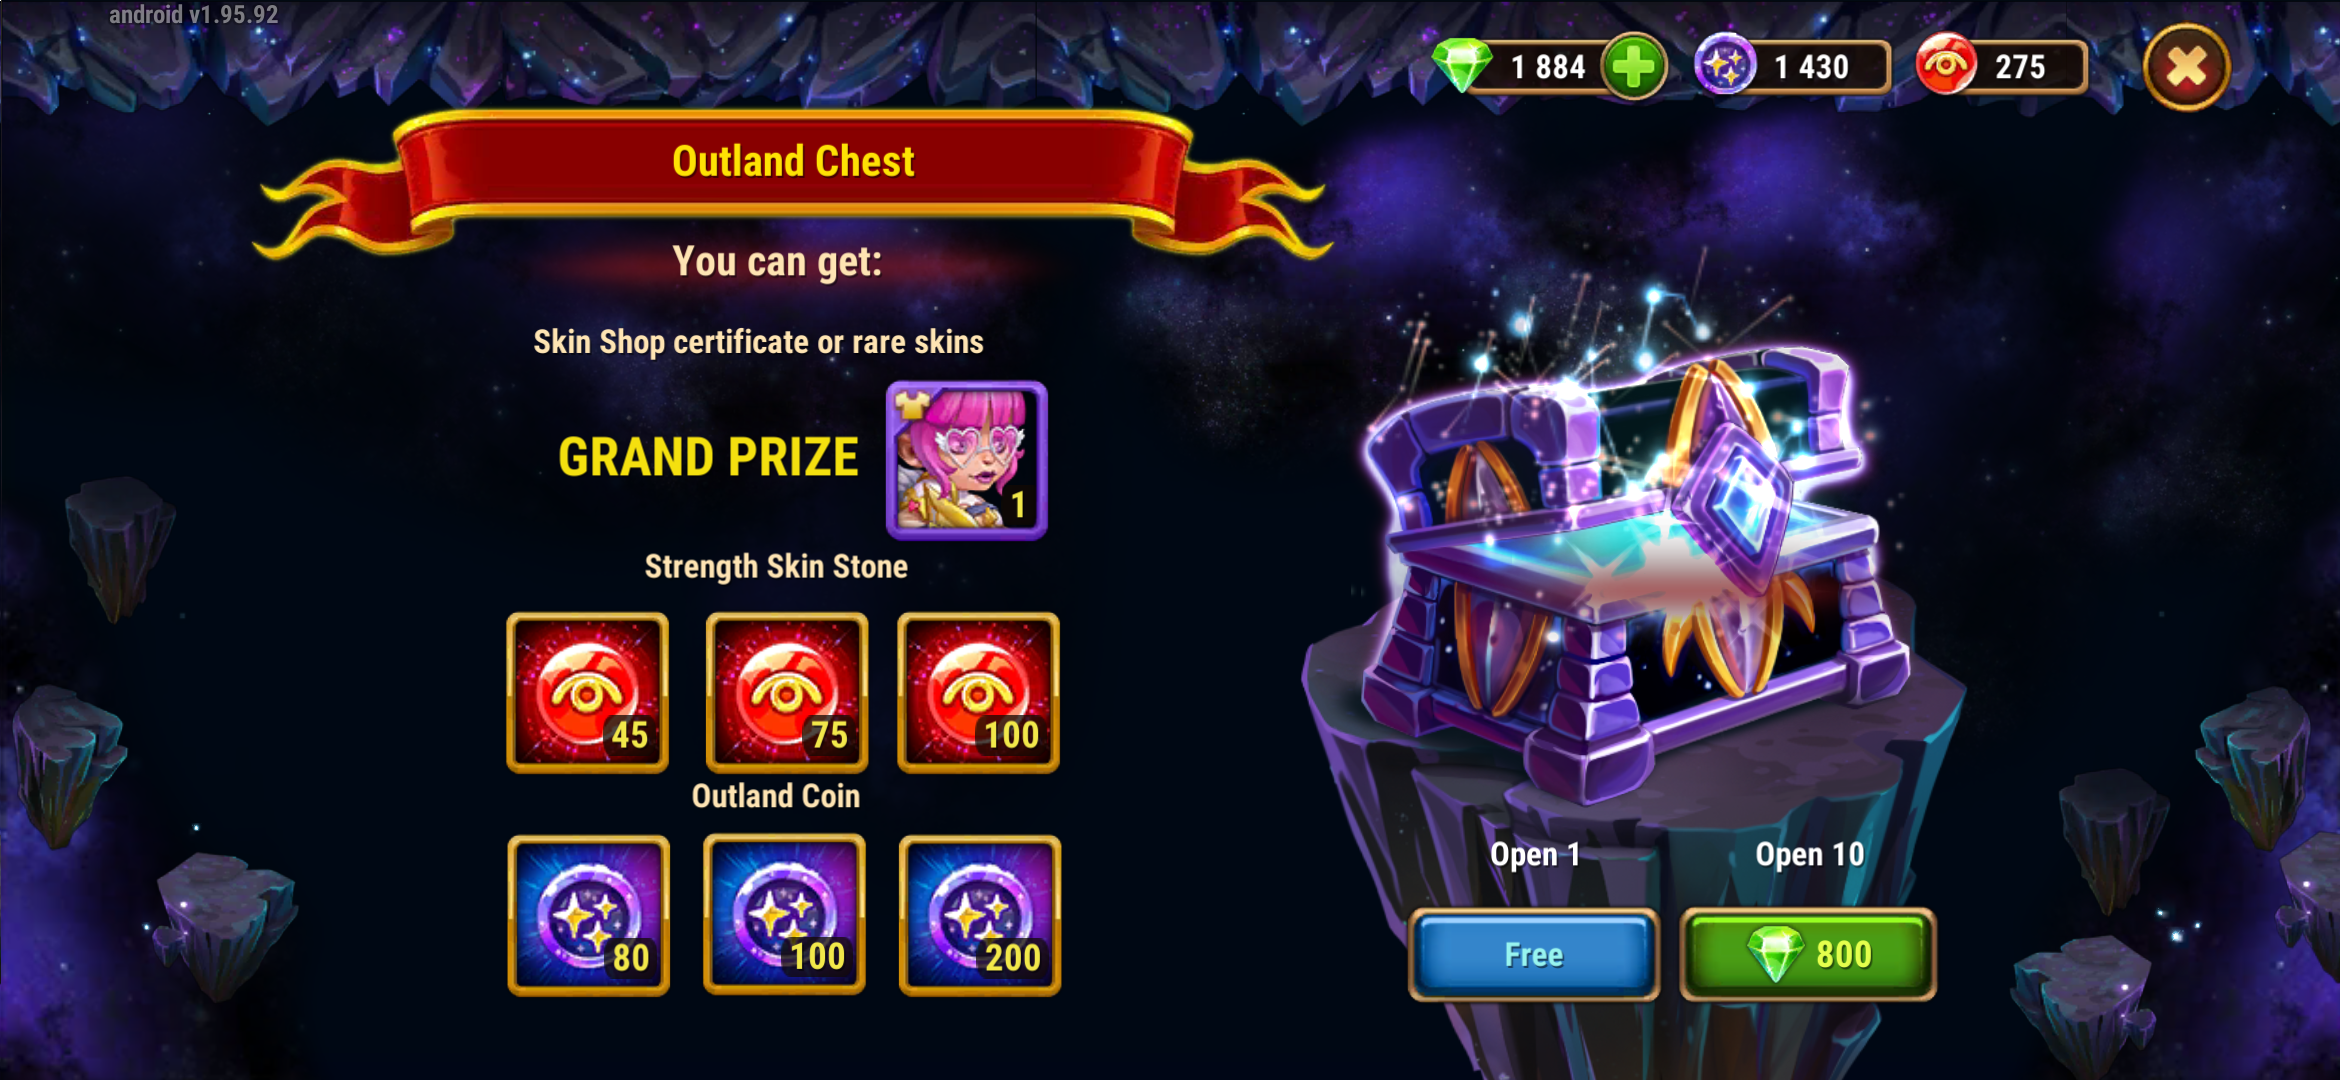 android v1.95.92
1 884
1 430
275
Outland Chest
You can get:
Skin Shop certificate or rare skins
GRAND PRIZE
1
Strength Skin Stone
45
75
100
Outland Coin
80
100
200
Open 1
Open 10
Free
800